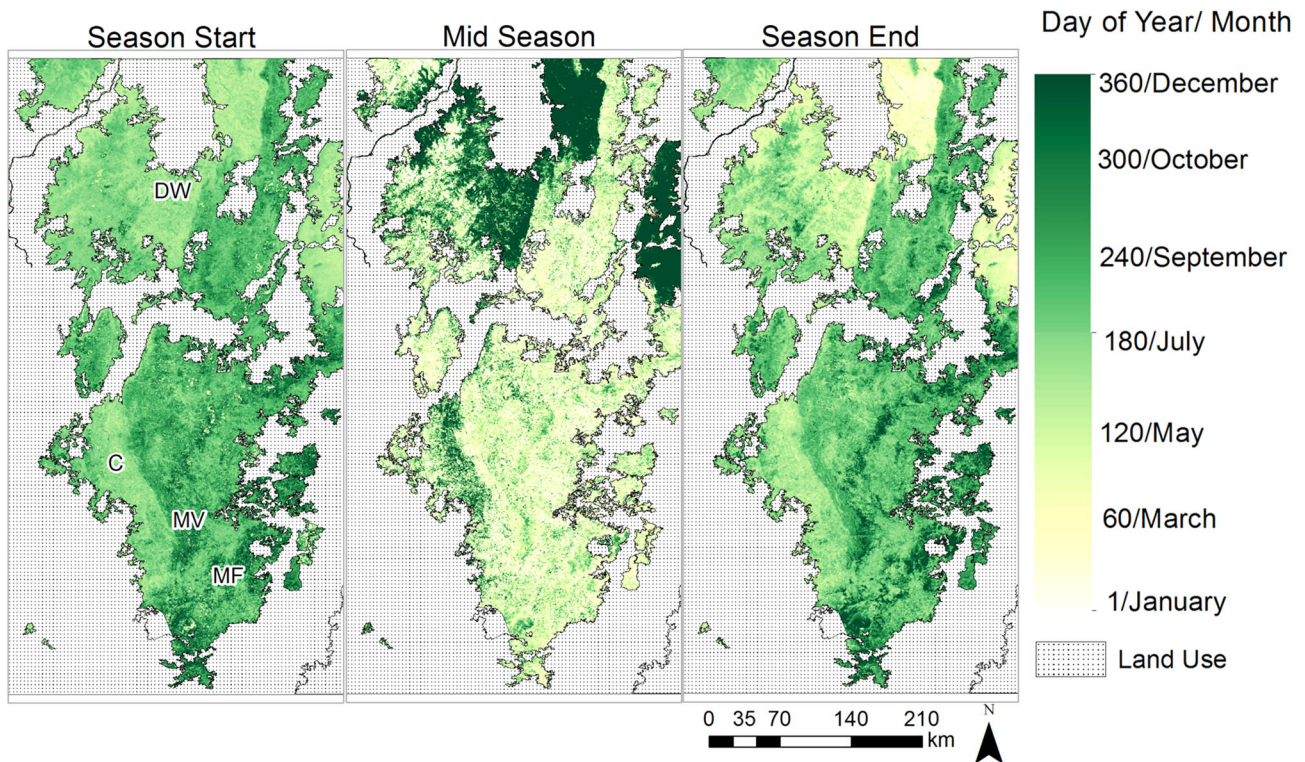 Season Start
Mid Season
Season End
Day of Year/ Month
DW
C
MV
MF
360/December
300/October
240/September
180/July
120/May
60/March
1/January
Land Use
0 35 70 140 210
km
N